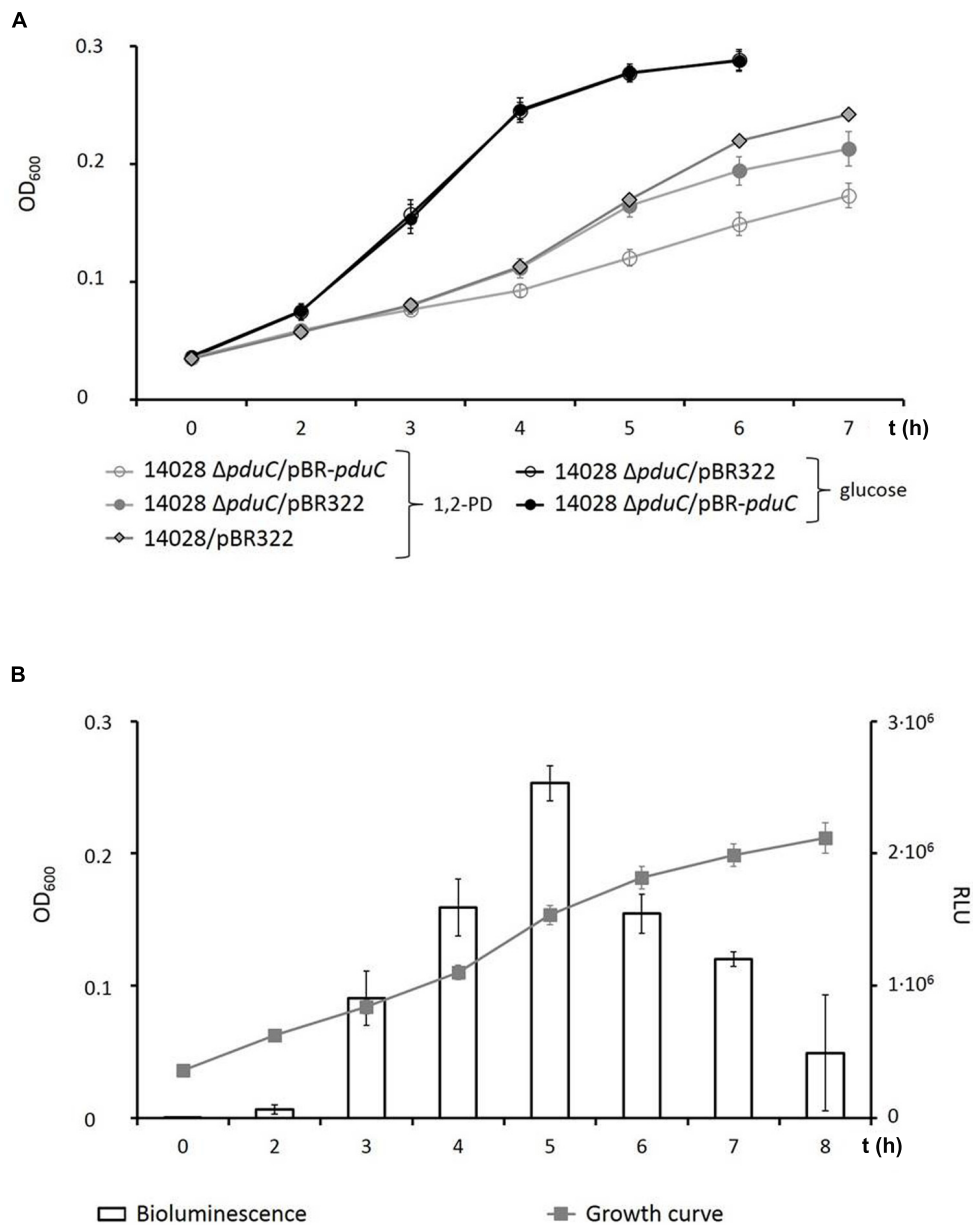 A
0.3
0.2
0.1
0
OD600
0 2 3 4 5 6 7 t (h)
14028 ΔpduC/pBR-pduC
14028 ΔpduC/pBR322
14028/pBR322
1,2-PD
14028 ΔpduC/pBR322
14028 ΔpduC/pBR-pduC
glucose
B
0.3
0.2
0.1
0
OD600
3·10⁶
2·10⁶
1·10⁶
0
RLU
0 2 3 4 5 6 7 8 t (h)
Bioluminescence
Growth curve